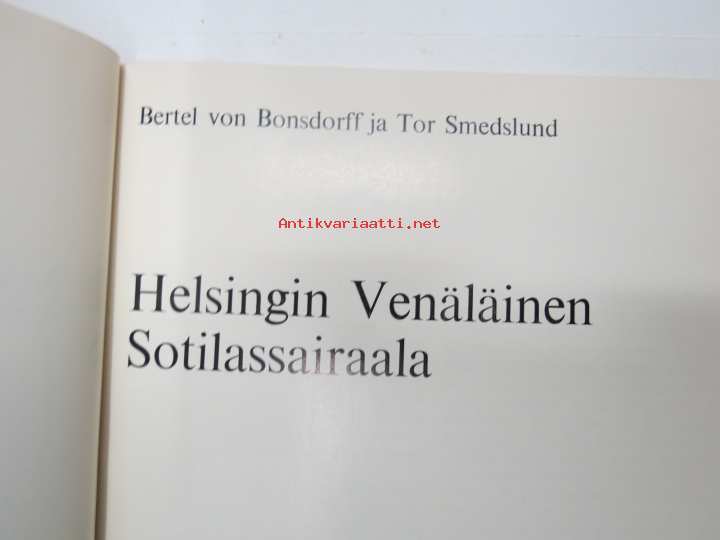 Bertel von Bonsdorff ja Tor Smedslund
Antikvariaatti.net
Helsingin Venäläinen
Sotilassairaala